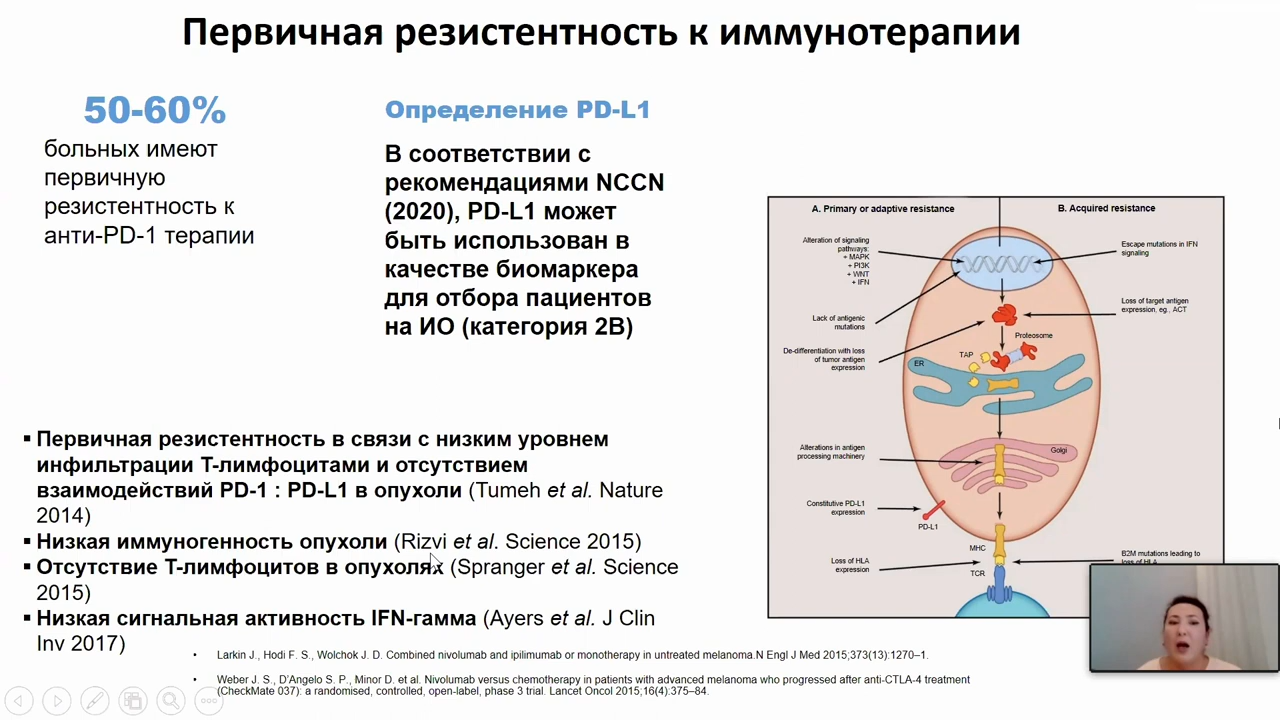 Первичная резистентность к иммунотерапии
50-60%
больных имеют
первичную
резистентность к
анти-PD-1 терапии
Определение PD-L1
В соответствии с
рекомендациями NCCN
(2020), PD-L1 может
быть использован в
качестве биомаркера
для отбора пациентов
на ИО (категория 2B)
▪ Первичная резистентность в связи с низким уровнем
инфильтрации Т-лимфоцитами и отсутствием
взаимодействий PD-1 : PD-L1 в опухоли (Tumeh et al. Nature
2014)
▪ Низкая иммуногенность опухоли (Rizvi et al. Science 2015)
▪ Отсутствие Т-лимфоцитов в опухолях (Spranger et al. Science
2015)
▪ Низкая сигнальная активность IFN-гамма (Ayers et al. J Clin
Inv 2017)
A. Primary or adaptive resistance
B. Acquired resistance
Alteration of signaling
pathways:
+ MAPK
+ PI3K
+ WNT
+ IFN
Lack of antigenic
mutations
De-differentiation with loss
of tumor antigen
expression
Alterations in antigen
processing machinery
Constitutive PD-L1
expression
Loss of HLA
expression
Escape mutations in IFN
signaling
Loss of target antigen
expression, eg., ACT
B2M mutations leading to
loss of HLA
Proteosome
TAP
ER
Golgi
PD-L1
MHC
TCR
• Larkin J., Hodi F. S., Wolchok J. D. Combined nivolumab and ipilimumab or monotherapy in untreated melanoma.N Engl J Med 2015;373(13):1270–1.
• Weber J. S., D'Angelo S. P., Minor D. et al. Nivolumab versus chemotherapy in patients with advanced melanoma who progressed after anti-CTLA-4 treatment
(CheckMate 037): a randomised, controlled, open-label, phase 3 trial. Lancet Oncol 2015;16(4):375–84.